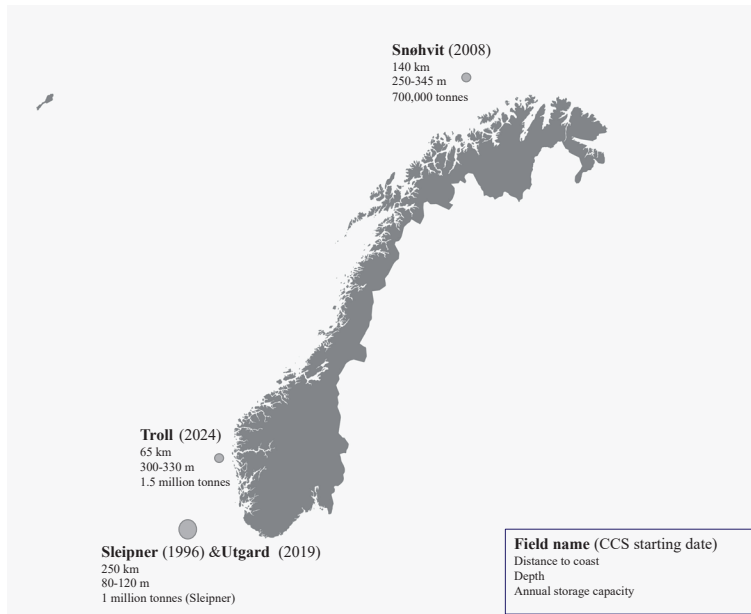 Snøhvit (2008)
140 km
250-345 m
700,000 tonnes
Troll (2024)
65 km
300-330 m
1.5 million tonnes
Sleipner (1996) &Utgard (2019)
250 km
80-120 m
1 million tonnes (Sleipner)
Field name (CCS starting date)
Distance to coast
Depth
Annual storage capacity